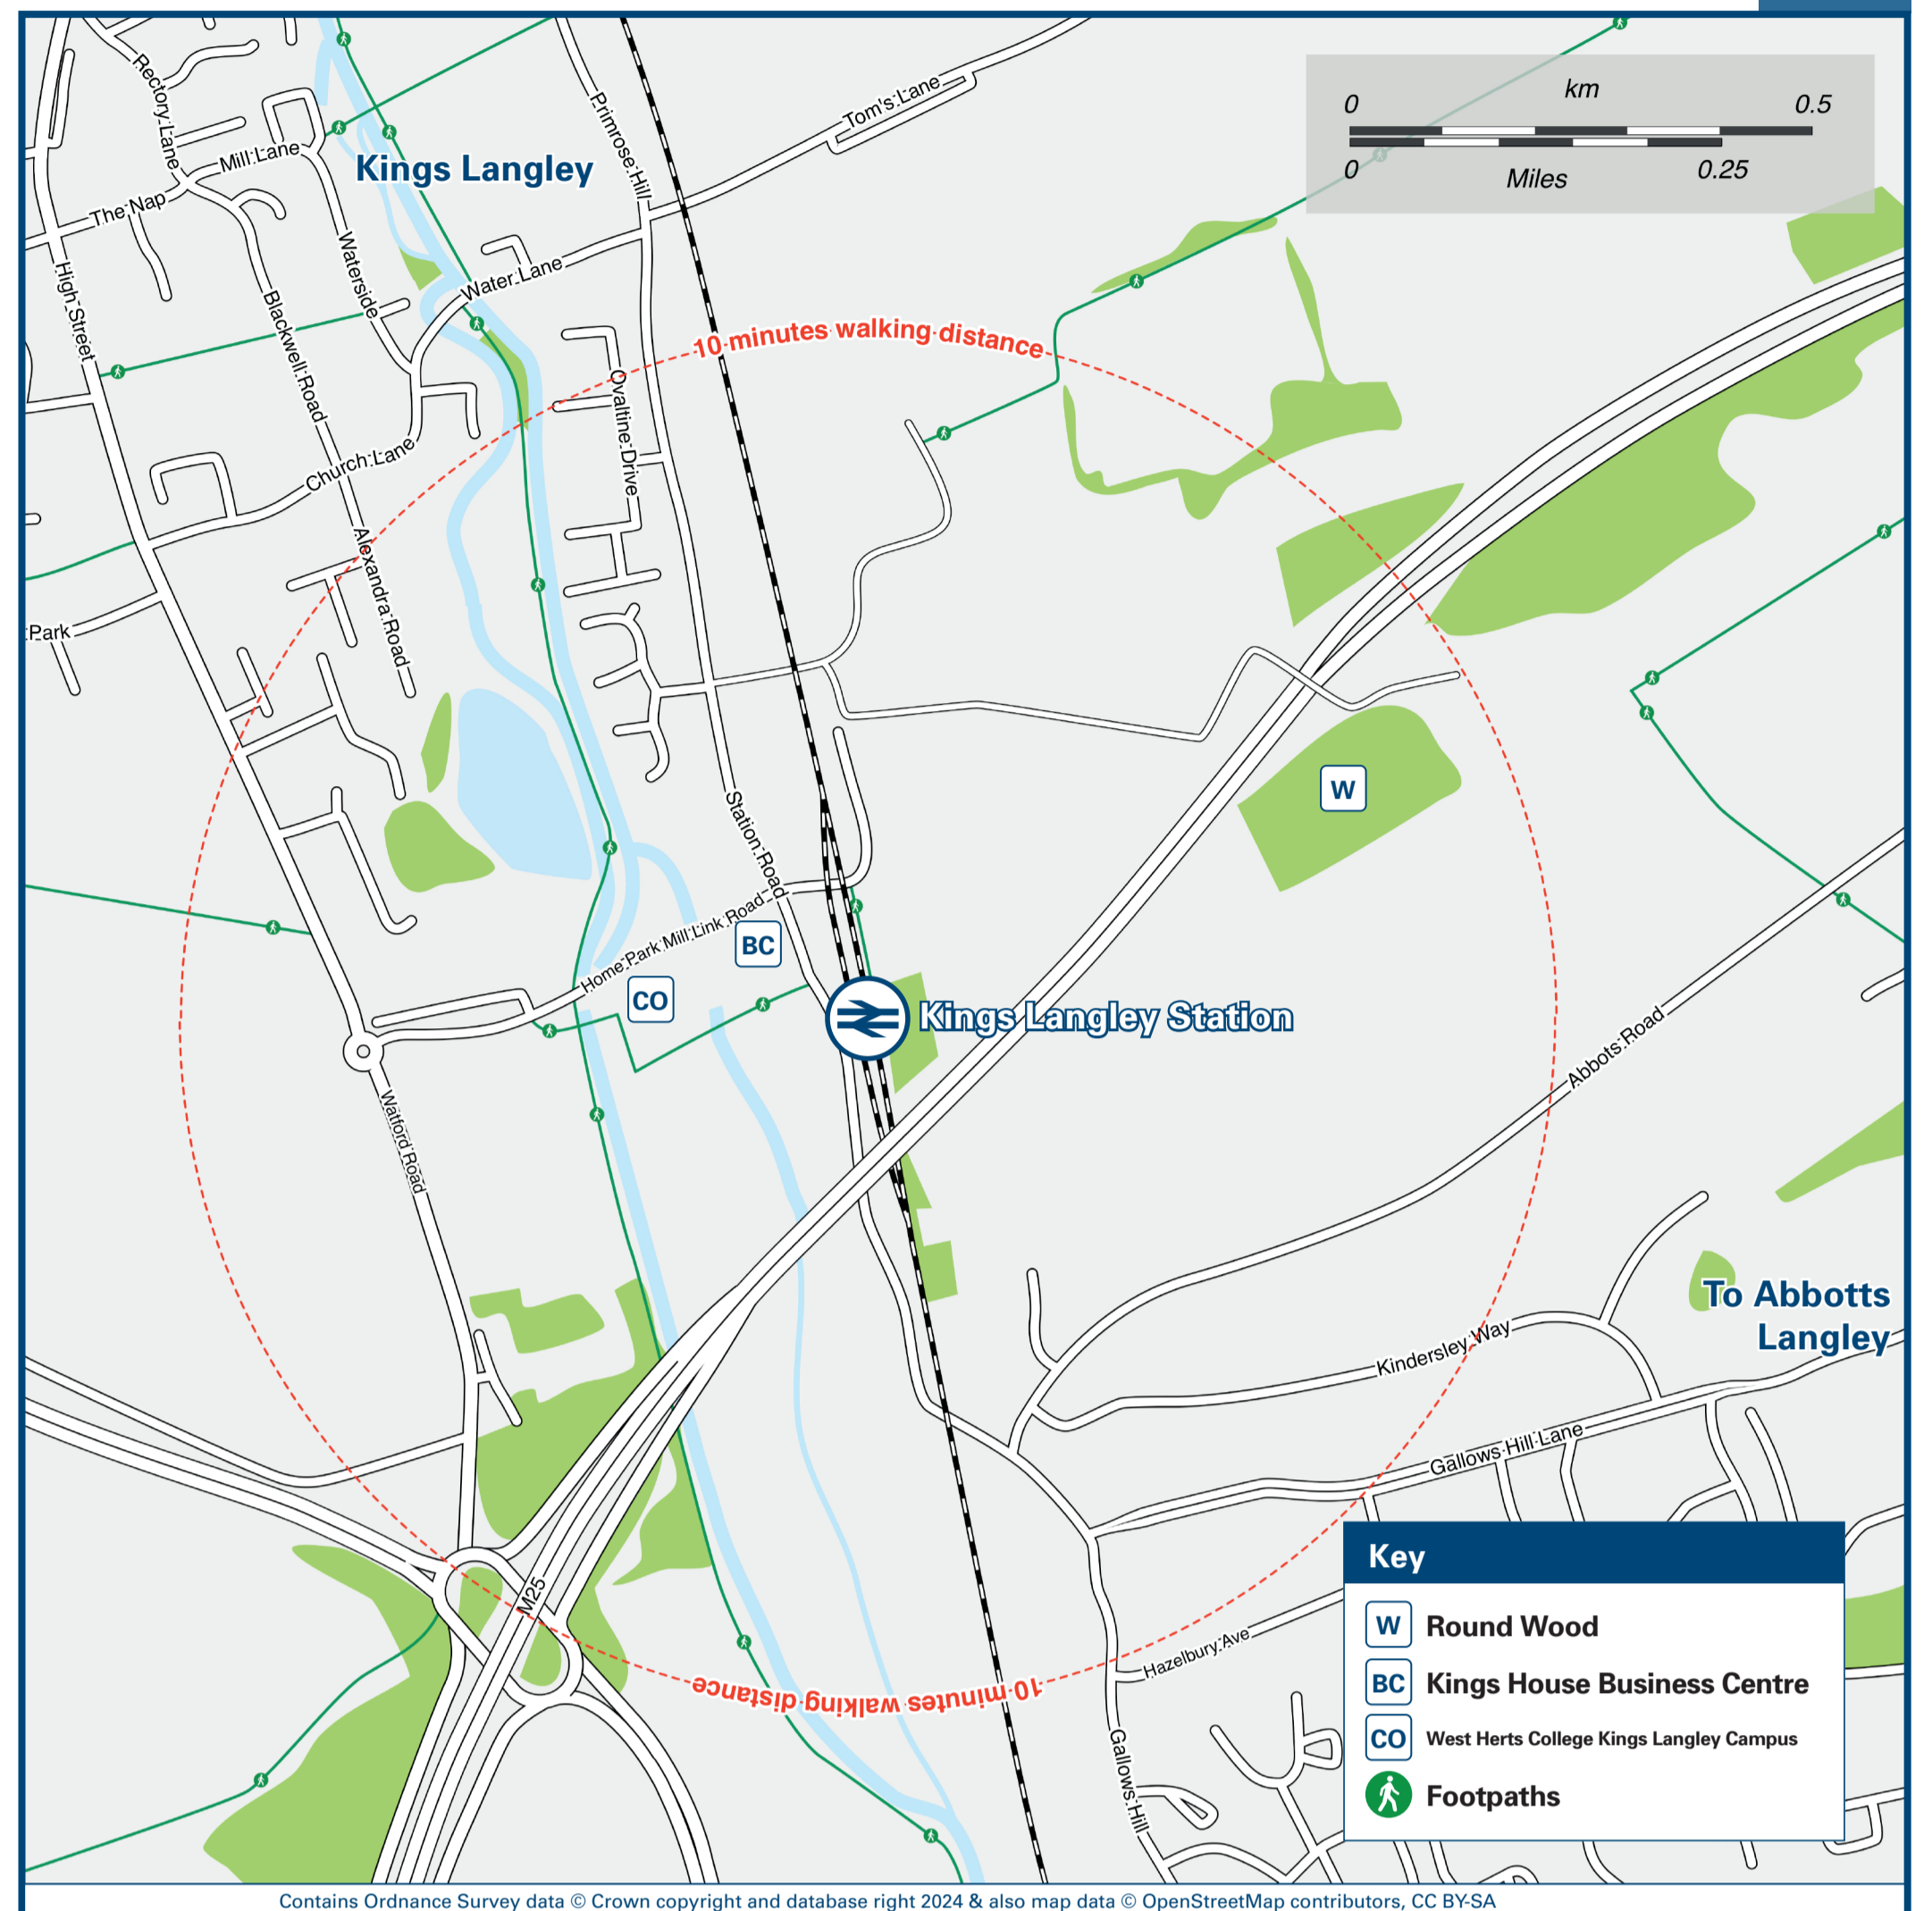 km
0
0.5
0
Miles
0.25
Rectory Lane
Mill Lane
Primrose Hill
Tom's Lane
Kings Langley
The Nap
High Street
Waterside
Water Lane
Blackwell Road
10 minutes walking distance
Ovaltine Drive
Church Lane
Alexandra Road
Park
W
Station Road
Home Park Mill Link Road
BC
CO
Kings Langley Station
Abbots Road
Watford Road
To Abbotts
Langley
Kindersley Way
Gallows Hill Lane
M25
Hazelbury Ave
10 minutes walking distance
Gallows Hill
Key
W Round Wood
BC Kings House Business Centre
CO West Herts College Kings Langley Campus
Footpaths
Contains Ordnance Survey data © Crown copyright and database right 2024 & also map data © OpenStreetMap contributors, CC BY-SA